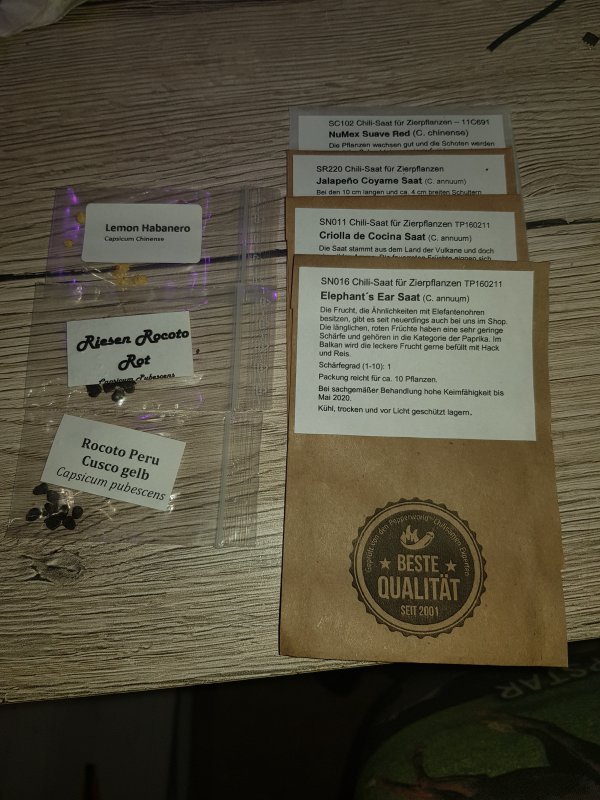 Lemon Habanero
Capsicum Chinense
Riesen Rocoto
Rot
Capsicum Pubescens
Rocoto Peru
Cusco gelb
Capsicum pubescens
SC102 Chili-Saat für Zierpflanzen – 11C691
NuMex Suave Red (C. chinense)
Die Pflanzen wachsen gut und die Schoten werden
SR220 Chili-Saat für Zierpflanzen
Jalapeño Coyame Saat (C. annuum)
Bei den 10 cm langen und ca. 4 cm breiten Schultern
SN011 Chili-Saat für Zierpflanzen TP160211
Criolla de Cocina Saat (C. annuum)
Die Saat stammt aus dem Land der Vulkane und doch
SN016 Chili-Saat für Zierpflanzen TP160211
Elephant´s Ear Saat (C. annuum)
Die Frucht, die Ähnlichkeiten mit Elefantenohren
besitzen, gibt es seit neuerdings auch bei uns im Shop.
Die länglichen, roten Früchte haben eine sehr geringe
Schärfe und gehören in die Kategorie der Paprika. Im
Balkan wird die leckere Frucht gerne befüllt mit Hack
und Reis.
Schärfegrad (1-10): 1
Packung reicht für ca. 10 Pflanzen.
Bei sachgemäßer Behandlung hohe Keimfähigkeit bis
Mai 2020.
Kühl, trocken und vor Licht geschützt lagern.
BESTE
QUALITÄT
SEIT 2001
PSTAR